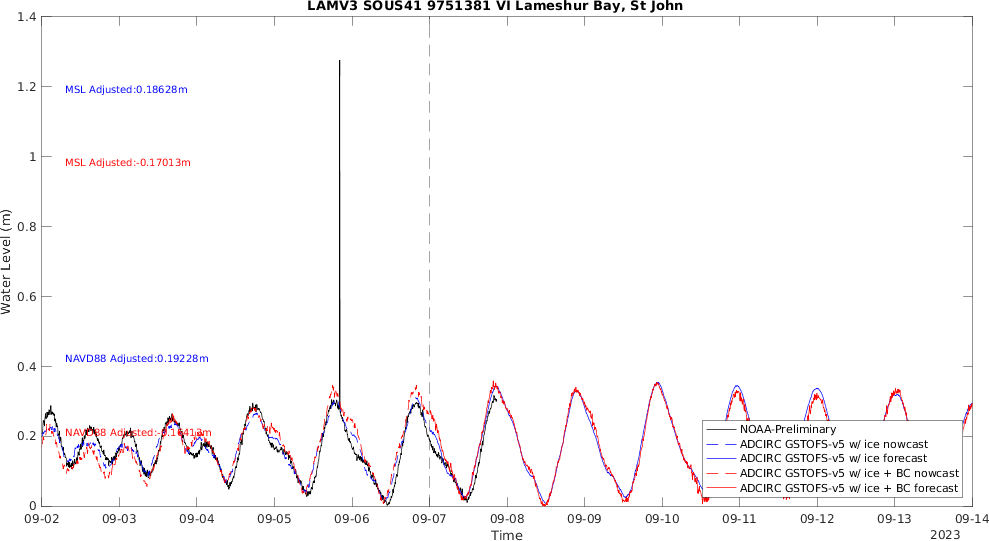 LAMV3 SOUS41 9751381 VI Lameshur Bay, St John
1.4
1.2
1
0.8
0.6
0.4
0.2
0
Water Level (m)
MSL Adjusted:0.18628m
MSL Adjusted:-0.17013m
NAVD88 Adjusted:0.19228m
NAVD88 Adjusted:-0.16413m
NOAA-Preliminary
ADCIRC GSTOFS-v5 w/ ice nowcast
ADCIRC GSTOFS-v5 w/ ice forecast
ADCIRC GSTOFS-v5 w/ ice + BC nowcast
ADCIRC GSTOFS-v5 w/ ice + BC forecast
09-02 09-03 09-04 09-05 09-06 09-07 09-08 09-09 09-10 09-11 09-12 09-13 09-14
Time
2023